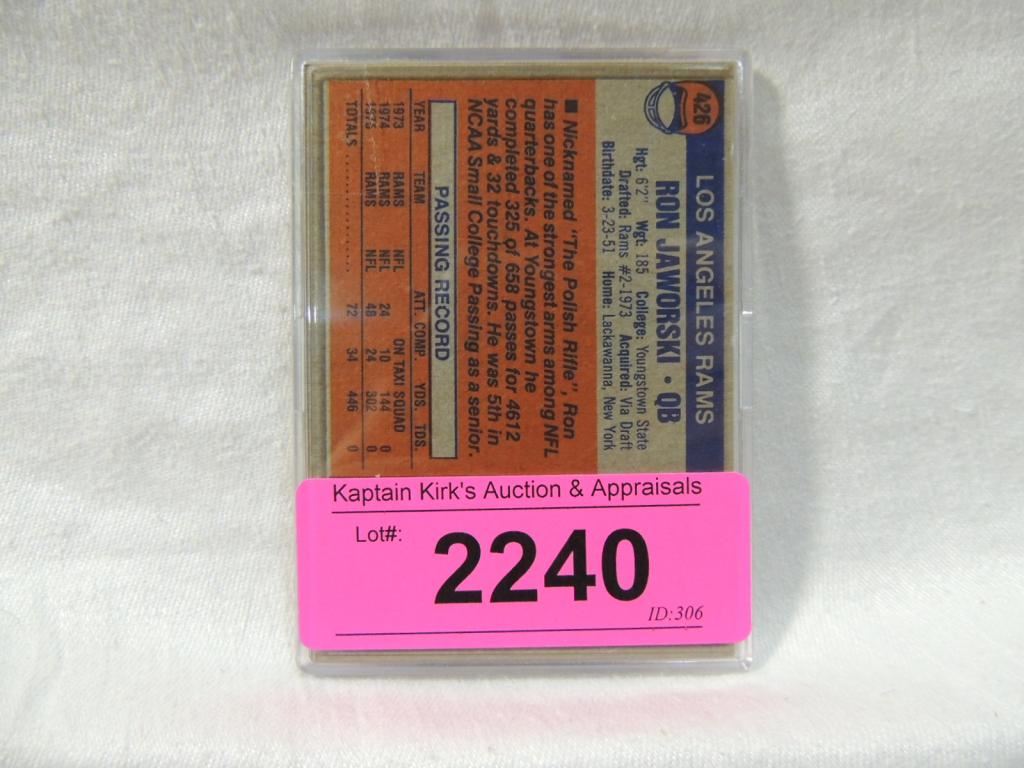 426
LOS ANGELES RAMS
RON JAWORSKI • QB
Hgt: 6'2" Wgt: 185 College: Youngstown State
Drafted: Rams #2-1973 Acquired: Via Draft
Birthdate: 3-23-51 Home: Lackawanna, New York
■ Nicknamed "The Polish Rifle", Ron
has one of the strongest arms among NFL
quarterbacks. At Youngstown he
completed 325 of 658 passes for 4612
yards & 32 touchdowns. He was 5th in
NCAA Small College Passing as a senior.
PASSING RECORD
YEAR TEAM ATT. COMP. YDS. TDS.
1973 RAMS NFL ON TAXI SQUAD
1974 RAMS NFL 24 10 144 0
1975 RAMS NFL 48 24 302 0
TOTALS ............ 72 34 446 0
Kaptain Kirk's Auction & Appraisals
Lot#:
2240
ID:306